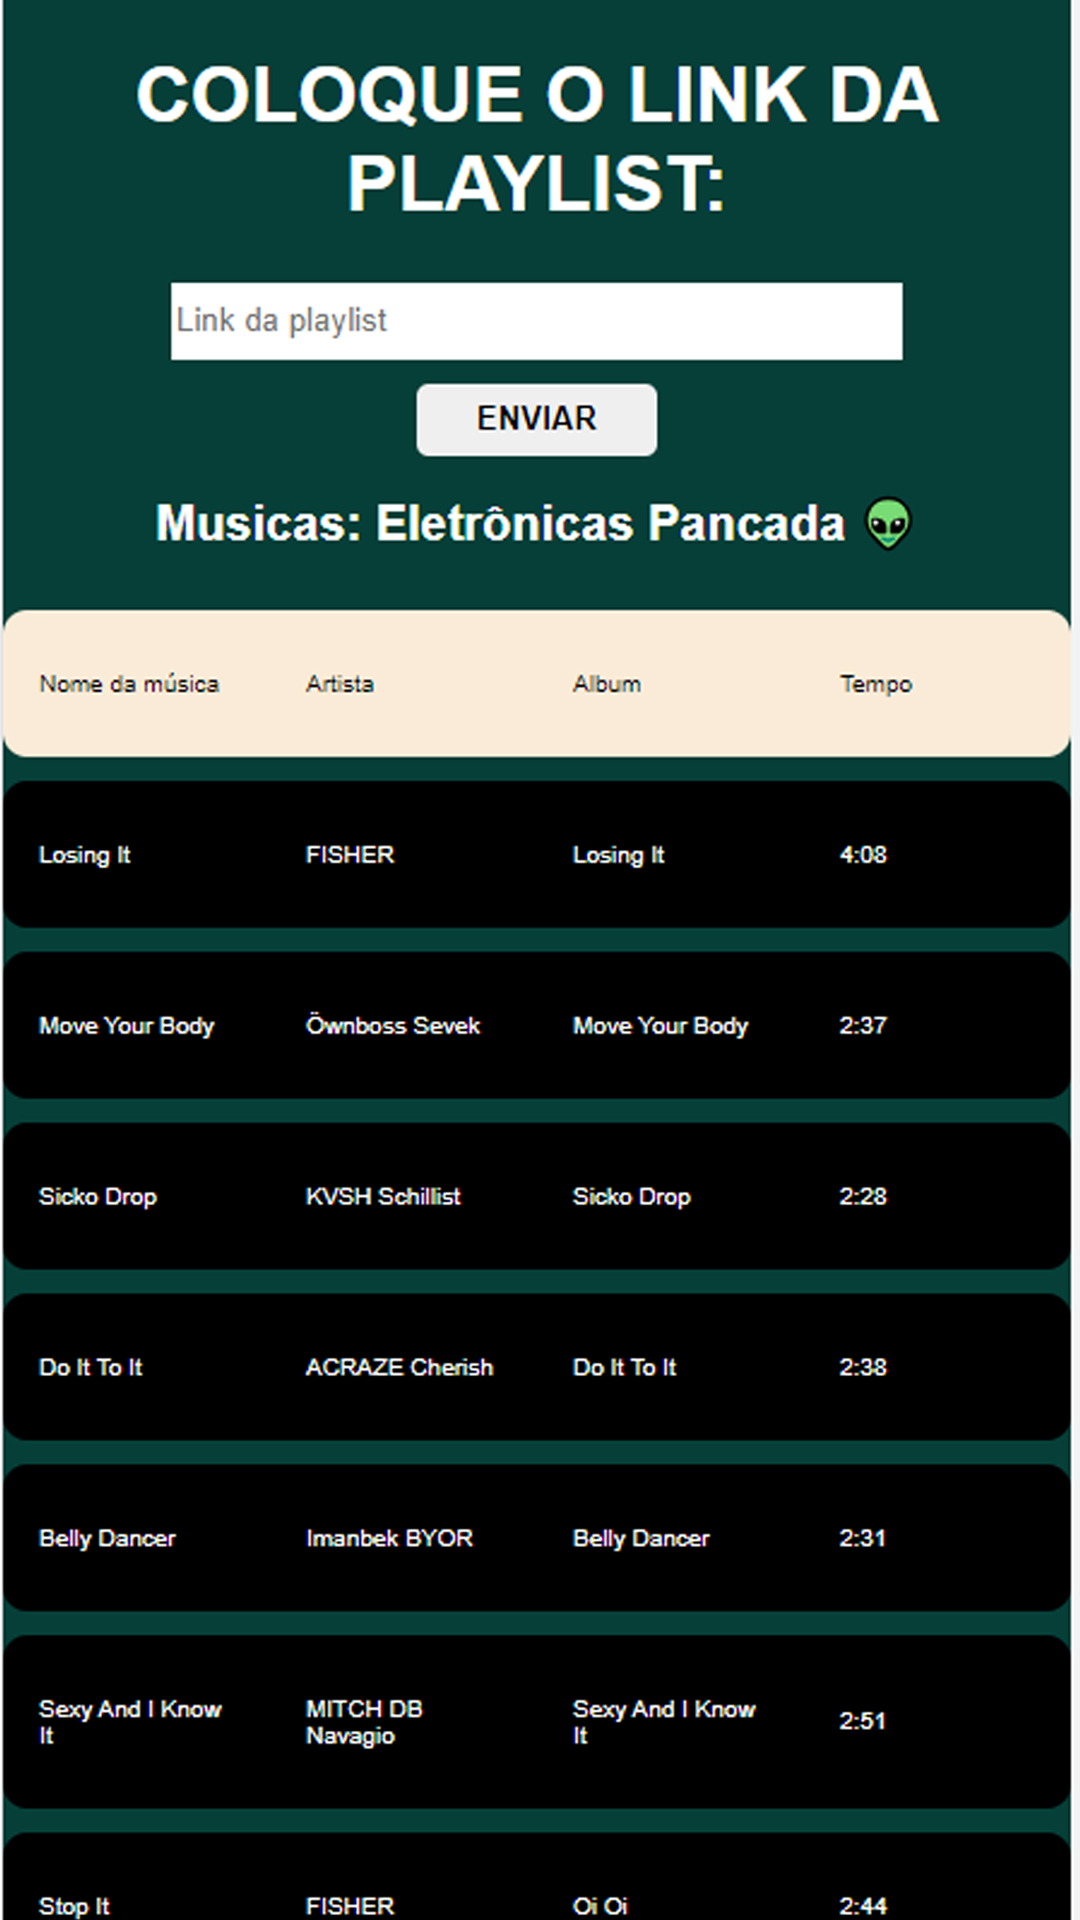 COLOQUE O LINK DA
PLAYLIST:
Link da playlist
ENVIAR
Musicas: Eletrônicas Pancada 👽
Nome da música Artista Album Tempo
Losing It FISHER Losing It 4:08
Move Your Body Öwnboss Sevek Move Your Body 2:37
Sicko Drop KVSH Schillist Sicko Drop 2:28
Do It To It ACRAZE Cherish Do It To It 2:38
Belly Dancer Imanbek BYOR Belly Dancer 2:31
Sexy And I Know It MITCH DB Navagio Sexy And I Know It 2:51
Stop It FISHER Oi Oi 2:44